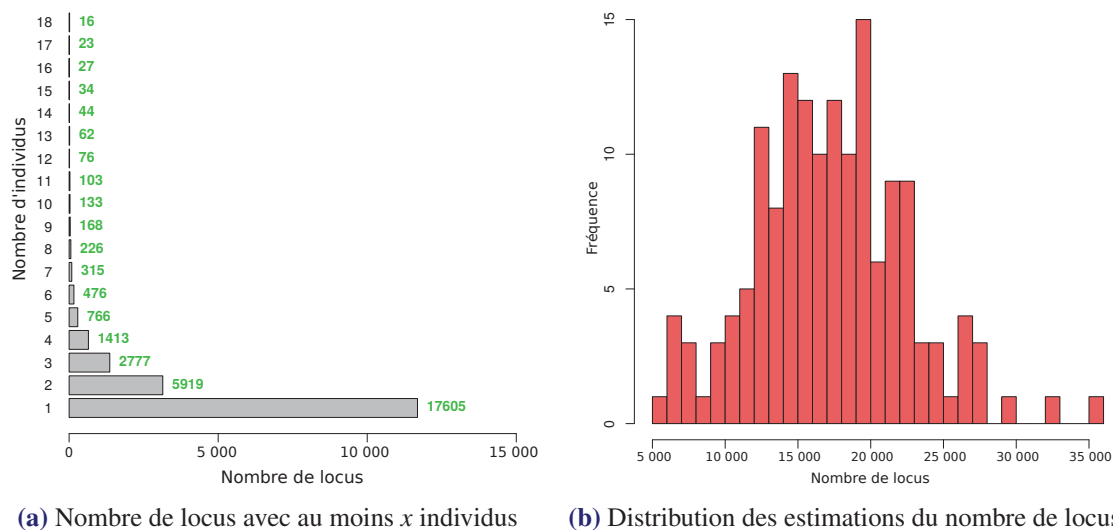 18 16
17 23
16 27
15 34
14 44
13 62
12 76
11 103
10 133
9 168
8 226
7 315
6 476
5 766
4 1413
3 2777
2 5919
1 17605
Nombre d'individus
0 5 000 10 000 15 000
Nombre de locus
(a) Nombre de locus avec au moins x individus
15
10
5
0
Fréquence
5 000 10 000 15 000 20 000 25 000 30 000 35 000
Nombre de locus
(b) Distribution des estimations du nombre de locus